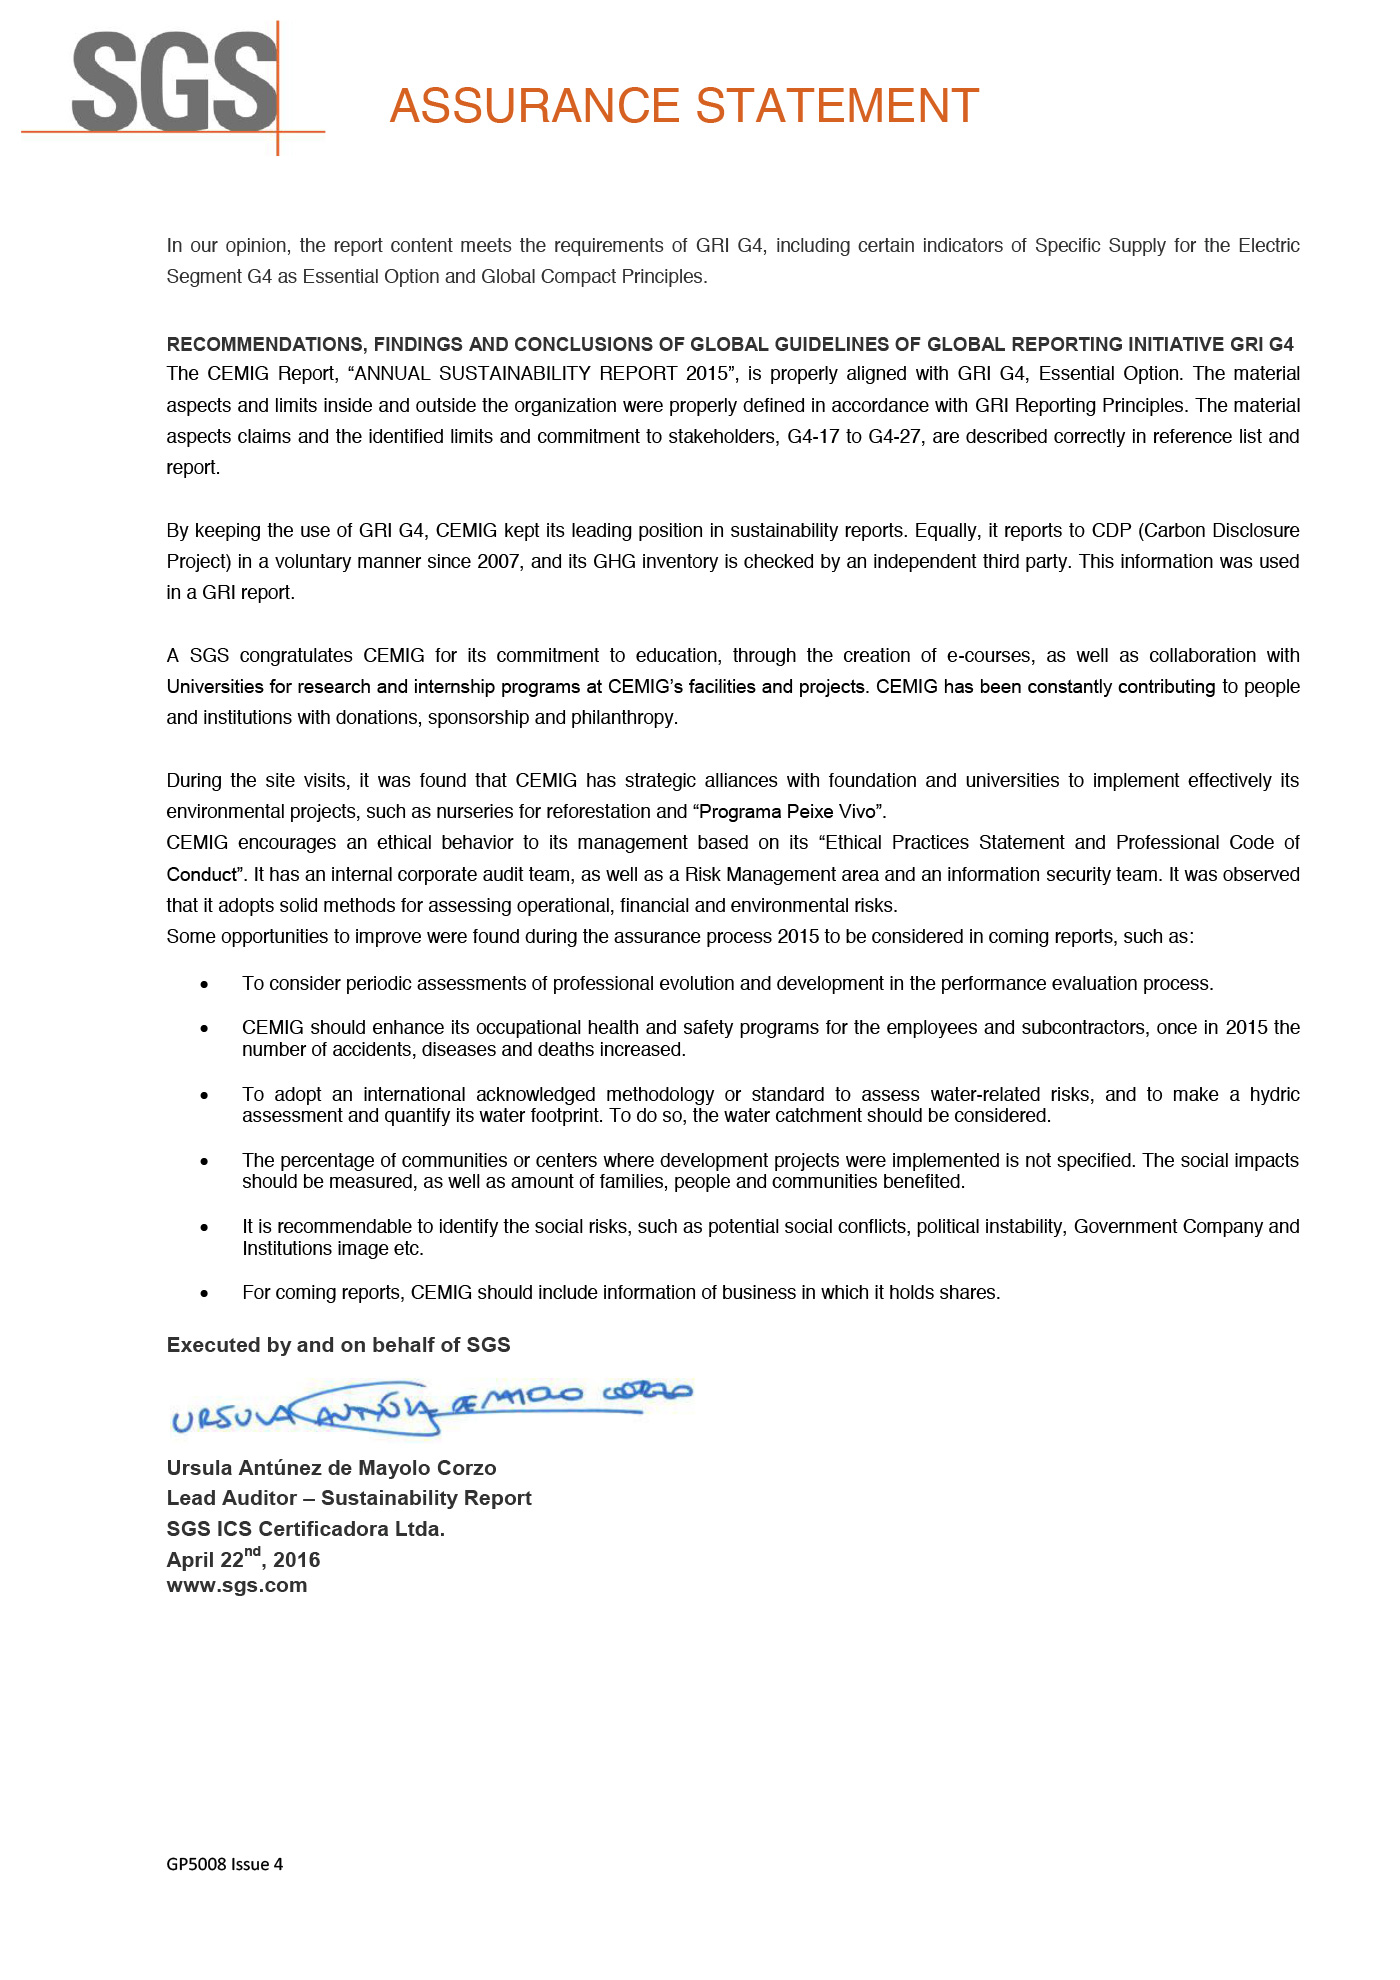 SGS
ASSURANCE STATEMENT
In our opinion, the report content meets the requirements of GRI G4, including certain indicators of Specific Supply for the Electric
Segment G4 as Essential Option and Global Compact Principles.
RECOMMENDATIONS, FINDINGS AND CONCLUSIONS OF GLOBAL GUIDELINES OF GLOBAL REPORTING INITIATIVE GRI G4
The CEMIG Report, “ANNUAL SUSTAINABILITY REPORT 2015”, is properly aligned with GRI G4, Essential Option. The material
aspects and limits inside and outside the organization were properly defined in accordance with GRI Reporting Principles. The material
aspects claims and the identified limits and commitment to stakeholders, G4-17 to G4-27, are described correctly in reference list and
report.
By keeping the use of GRI G4, CEMIG kept its leading position in sustainability reports. Equally, it reports to CDP (Carbon Disclosure
Project) in a voluntary manner since 2007, and its GHG inventory is checked by an independent third party. This information was used
in a GRI report.
A SGS congratulates CEMIG for its commitment to education, through the creation of e-courses, as well as collaboration with
Universities for research and internship programs at CEMIG’s facilities and projects. CEMIG has been constantly contributing to people
and institutions with donations, sponsorship and philanthropy.
During the site visits, it was found that CEMIG has strategic alliances with foundation and universities to implement effectively its
environmental projects, such as nurseries for reforestation and “Programa Peixe Vivo”.
CEMIG encourages an ethical behavior to its management based on its “Ethical Practices Statement and Professional Code of
Conduct”. It has an internal corporate audit team, as well as a Risk Management area and an information security team. It was observed
that it adopts solid methods for assessing operational, financial and environmental risks.
Some opportunities to improve were found during the assurance process 2015 to be considered in coming reports, such as:
• To consider periodic assessments of professional evolution and development in the performance evaluation process.
• CEMIG should enhance its occupational health and safety programs for the employees and subcontractors, once in 2015 the
number of accidents, diseases and deaths increased.
• To adopt an international acknowledged methodology or standard to assess water-related risks, and to make a hydric
assessment and quantify its water footprint. To do so, the water catchment should be considered.
• The percentage of communities or centers where development projects were implemented is not specified. The social impacts
should be measured, as well as amount of families, people and communities benefited.
• It is recommendable to identify the social risks, such as potential social conflicts, political instability, Government Company and
Institutions image etc.
• For coming reports, CEMIG should include information of business in which it holds shares.
Executed by and on behalf of SGS
URSULA ANTÚNEZ DE MAYOLO CORZO
Ursula Antúnez de Mayolo Corzo
Lead Auditor – Sustainability Report
SGS ICS Certificadora Ltda.
April 22nd, 2016
www.sgs.com
GP5008 Issue 4